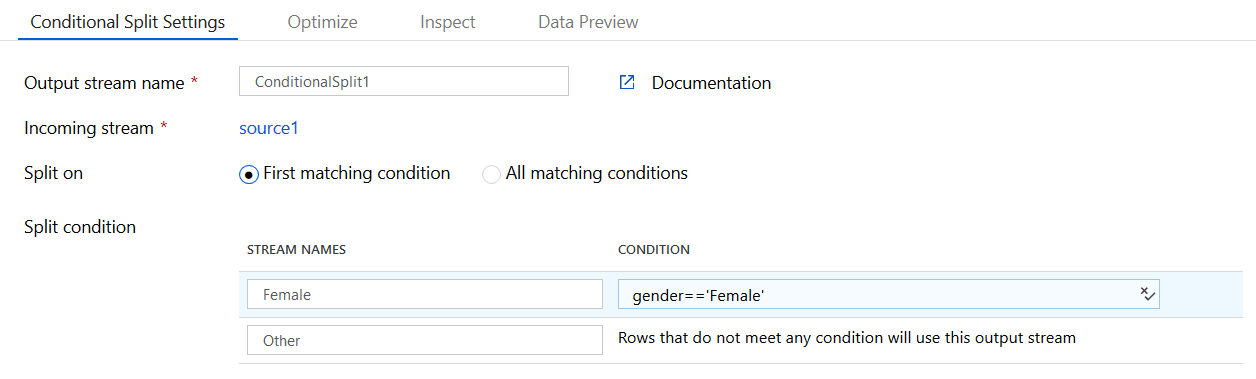 Conditional Split Settings Optimize Inspect Data Preview
Output stream name * ConditionalSplit1 Documentation
Incoming stream * source1
Split on First matching condition All matching conditions
Split condition
STREAM NAMES CONDITION
Female gender=='Female'
Other Rows that do not meet any condition will use this output stream